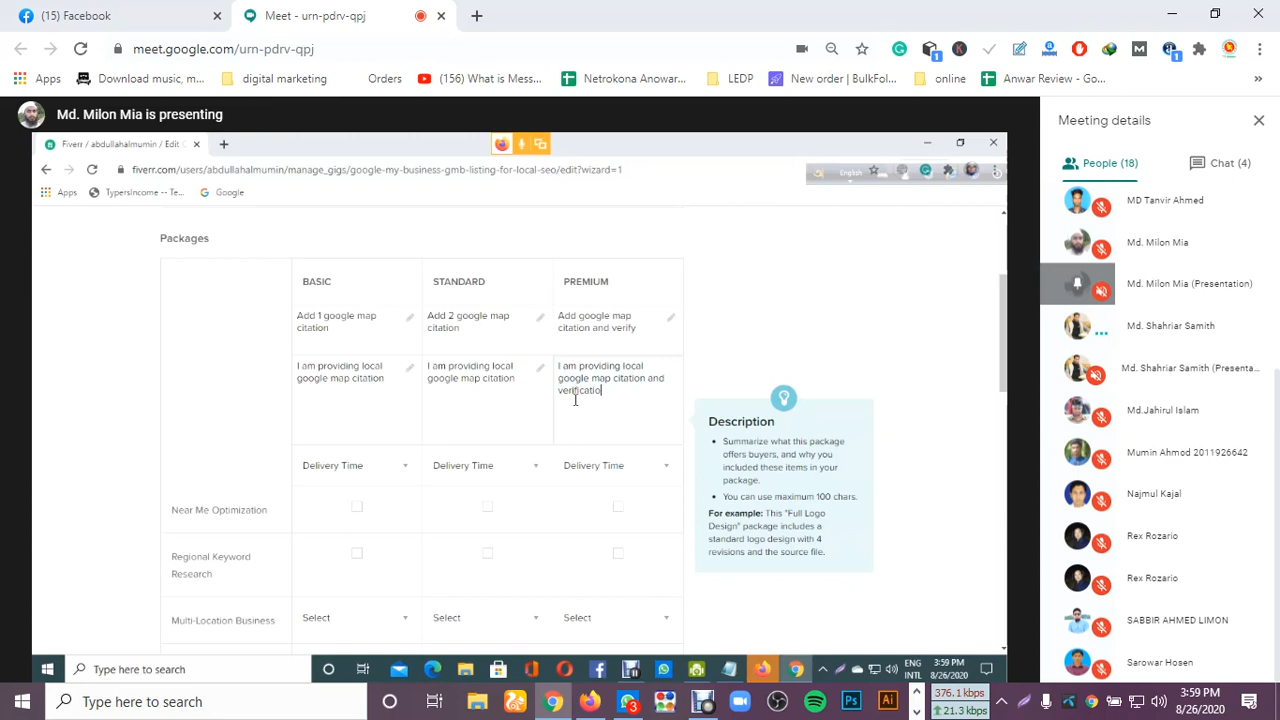 (15) Facebook
Meet - urn-pdrv-qpj
meet.google.com/urn-pdrv-qpj
Apps
Download music, m...
digital marketing
Orders
(156) What is Mess...
Netrokona Anowar...
LEDP
New order | BulkFol...
online
Anwar Review - Go...
Md. Milon Mia is presenting
Fiverr / abdullahalmumin / Edit
fiverr.com/users/abdullahalmumin/manage_gigs/google-my-business-gmb-listing-for-local-seo/edit?wizard=1
English
Apps
TypersIncome -- Te...
Google
Packages
BASIC
STANDARD
PREMIUM
Add 1 google map
citation
Add 2 google map
citation
Add google map
citation and verify
I am providing local
google map citation
I am providing local
google map citation
I am providing local
google map citation and
verificatio
Delivery Time
Delivery Time
Delivery Time
Near Me Optimization
Regional Keyword
Research
Multi-Location Business
Select
Select
Select
Description
• Summarize what this package
offers buyers, and why you
included these items in your
package.
• You can use maximum 100 chars.
For example: This "Full Logo
Design" package includes a
standard logo design with 4
revisions and the source file.
Type here to search
ENG
INTL
3:59 PM
8/26/2020
Meeting details
People (18)
Chat (4)
MD Tanvir Ahmed
Md. Milon Mia
Md. Milon Mia (Presentation)
Md. Shahriar Samith
Md. Shahriar Samith (Presenta...
Md.Jahirul Islam
Mumin Ahmod 2011926642
Najmul Kajal
Rex Rozario
Rex Rozario
SABBIR AHMED LIMON
Sarowar Hosen
Type here to search
376.1 kbps
21.3 kbps
3:59 PM
8/26/2020